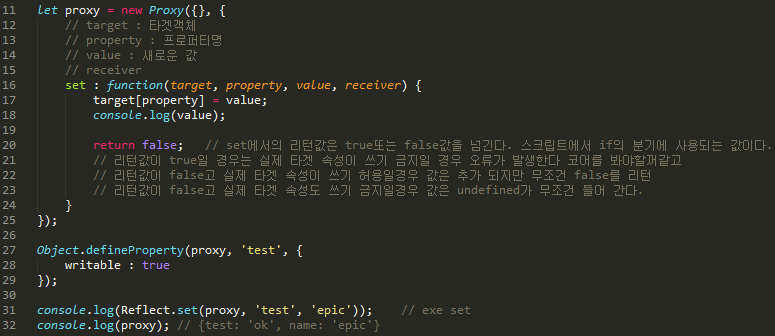 11 let proxy = new Proxy({}, {
12 // target : 타겟객체
13 // property : 프로퍼티명
14 // value : 새로운 값
15 // receiver
16 set : function(target, property, value, receiver) {
17 target[property] = value;
18 console.log(value);
19
20 return false; // set에서의 리턴값은 true또는 false값을 넘긴다. 스크립트에서 if의 분기에 사용되는 값이다.
21 // 리턴값이 true일 경우는 실제 타겟 속성이 쓰기 금지일 경우 오류가 발생한다 코어를 봐야할꺼같고
22 // 리턴값이 false고 실제 타겟 속성이 쓰기 허용일경우 값은 추가 되지만 무조건 false를 리턴
23 // 리턴값이 false고 실제 타겟 속성도 쓰기 금지일경우 값은 undefined가 무조건 들어 간다.
24 }
25 });
26
27 Object.defineProperty(proxy, 'test', {
28 writable : true
29 });
30
31 console.log(Reflect.set(proxy, 'test', 'epic')); // exe set
32 console.log(proxy); // {test: 'ok', name: 'epic'}